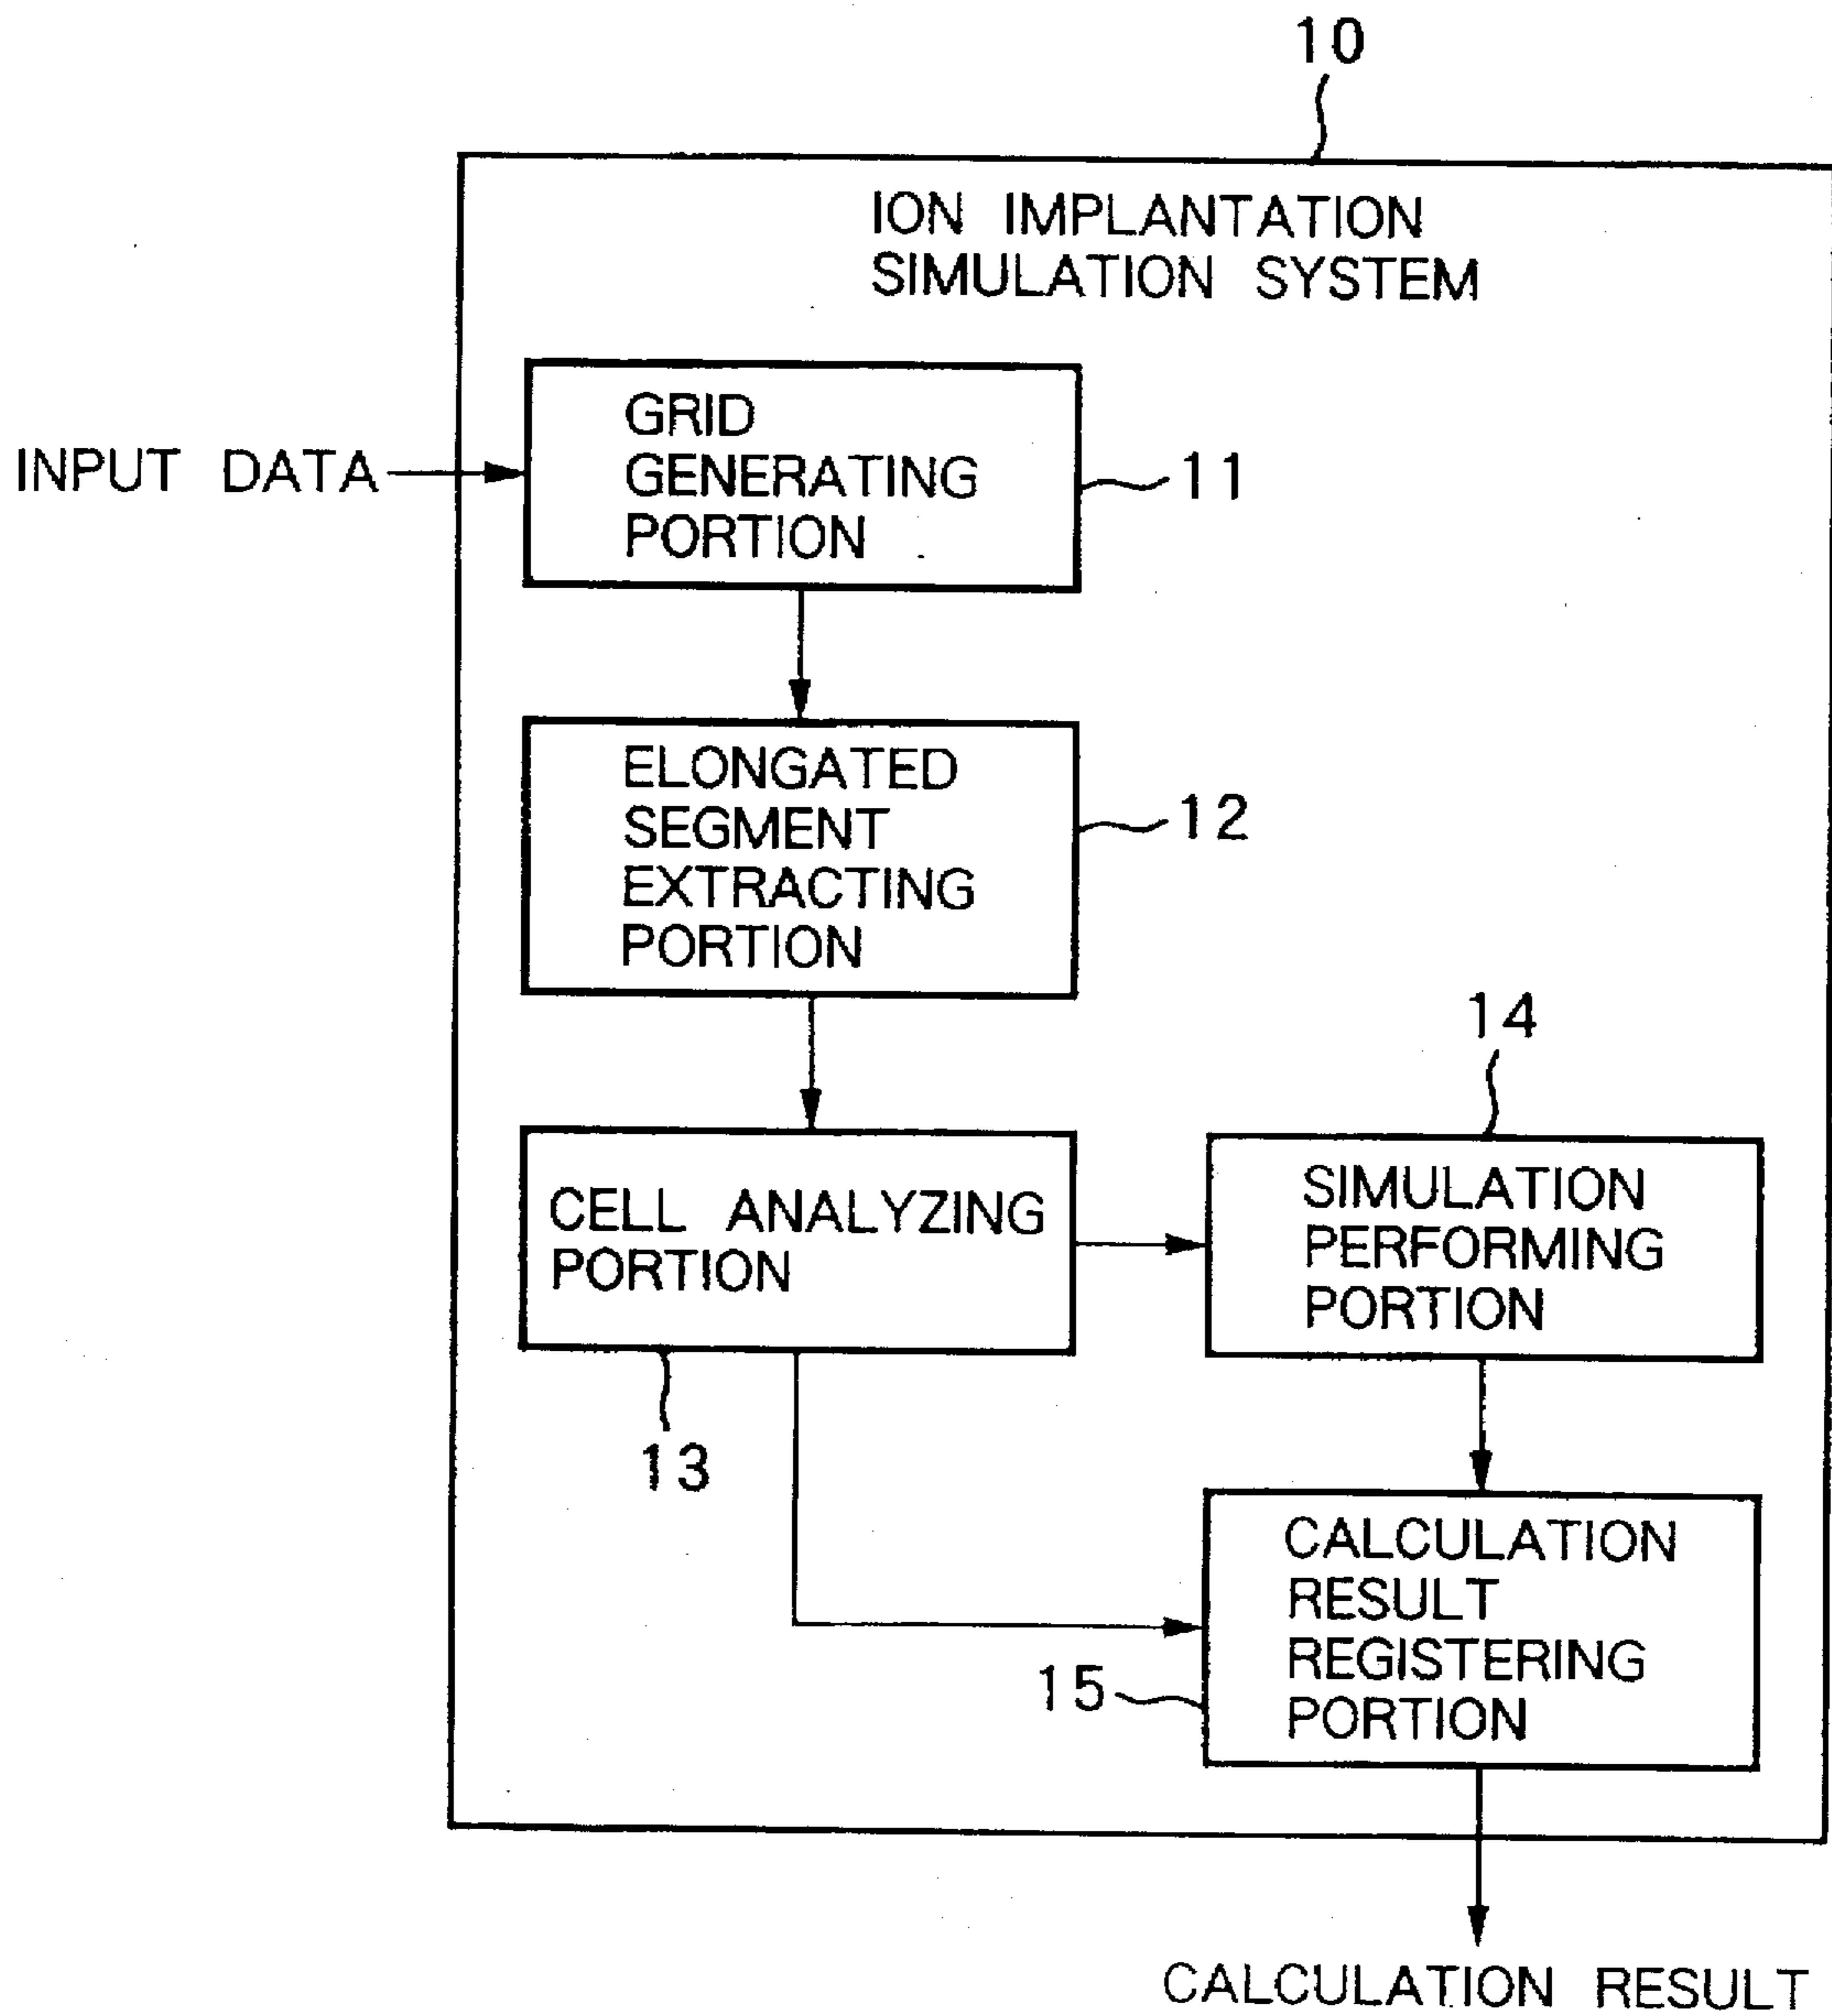 10
ION IMPLANTATION
SIMULATION SYSTEM
INPUT DATA
GRID
GENERATING
PORTION
11
ELONGATED
SEGMENT
EXTRACTING
PORTION
12
CELL ANALYZING
PORTION
13
14
SIMULATION
PERFORMING
PORTION
CALCULATION
RESULT
REGISTERING
PORTION
15
CALCULATION RESULT